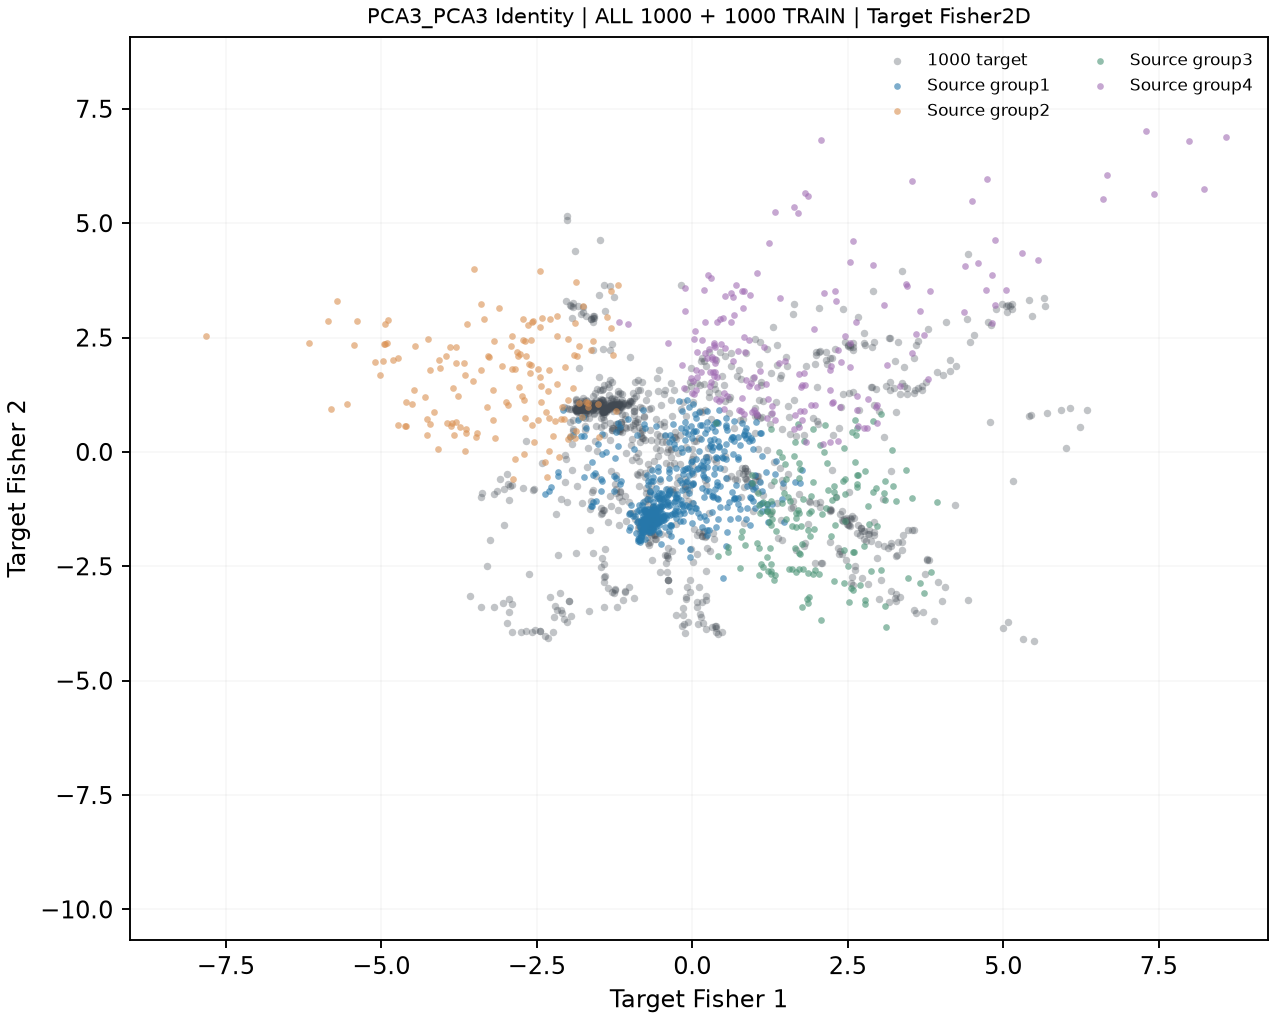 PCA3_PCA3 Identity | ALL 1000 + 1000 TRAIN | Target Fisher2D
1000 target
Source group1
Source group2
Source group3
Source group4
7.5
5.0
2.5
0.0
−2.5
−5.0
−7.5
−10.0
Target Fisher 2
−7.5
−5.0
−2.5
0.0
2.5
5.0
7.5
Target Fisher 1